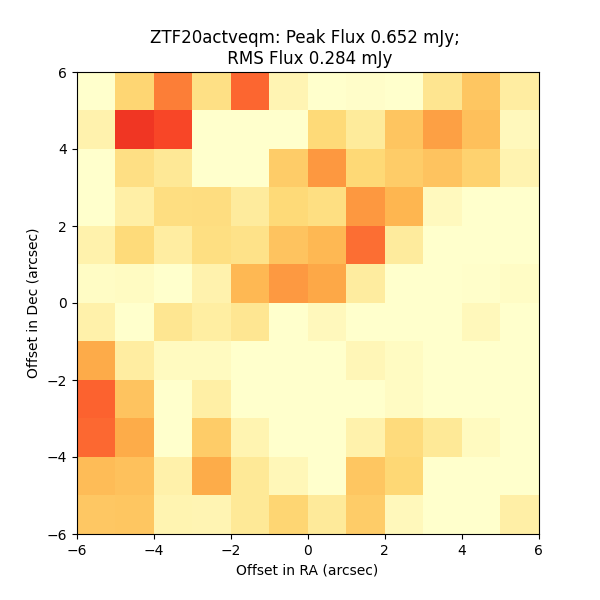 ZTF20actveqm: Peak Flux 0.652 mJy;
RMS Flux 0.284 mJy
6
4
2
0
−2
−4
−6
Offset in Dec (arcsec)
−6 −4 −2 0 2 4 6
Offset in RA (arcsec)